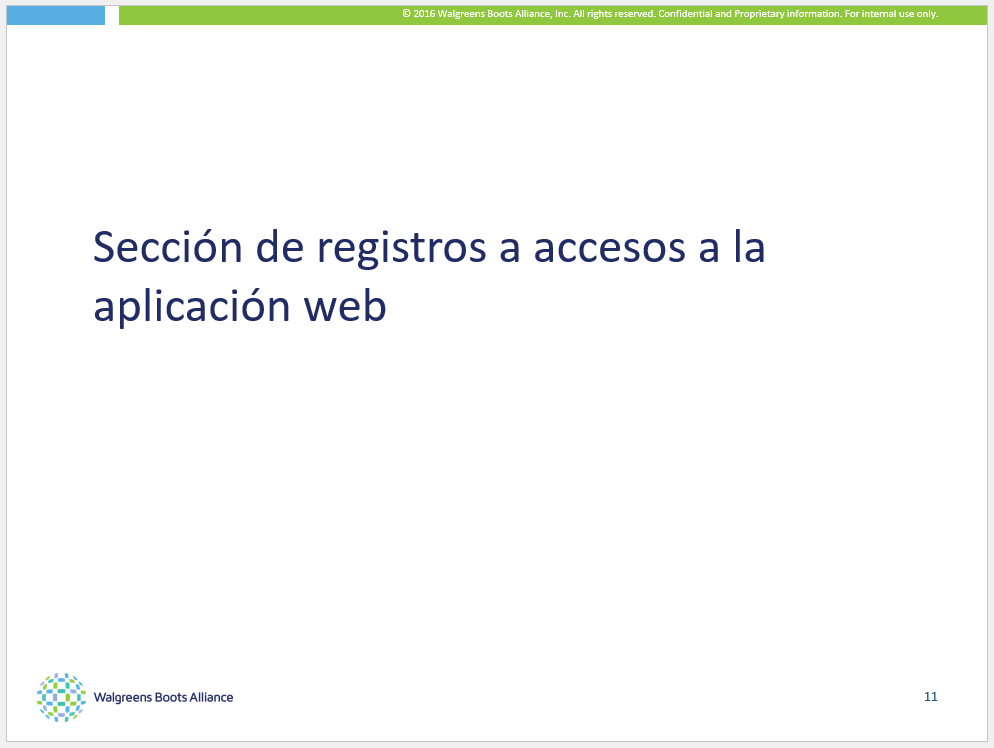 © 2016 Walgreens Boots Alliance, Inc. All rights reserved. Confidential and Proprietary information. For internal use only.
Sección de registros a accesos a la
aplicación web
Walgreens Boots Alliance
11